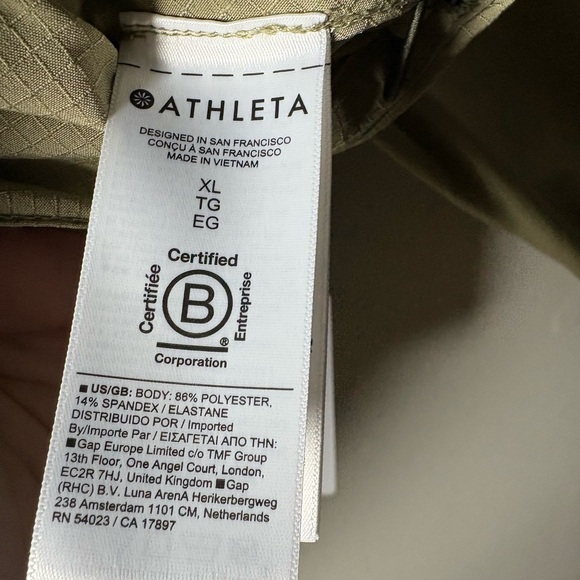 ATHLETA
DESIGNED IN SAN FRANCISCO
CONÇU À SAN FRANCISCO
MADE IN VIETNAM
XL
TG
EG
Certified
Certifiée
B
®
Entreprise
Corporation
■ US/GB: BODY: 86% POLYESTER,
14% SPANDEX / ELASTANE
DISTRIBUIDO POR / Imported
By/Importe Par / ΕΙΣΑΓΕΤΑΙ ΑΠΟ ΤΗΝ:
■Gap Europe Limited c/o TMF Group
13th Floor, One Angel Court, London,
EC2R 7HJ, United Kingdom ■Gap
(RHC) B.V. Luna ArenA Herikerbergweg
238 Amsterdam 1101 CM, Netherlands
RN 54023 / CA 17897